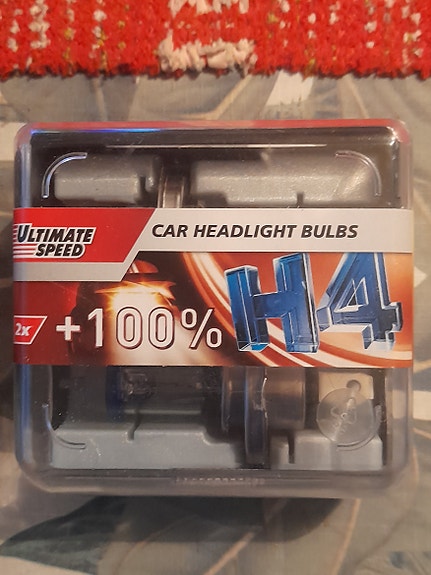 ULTIMATE
SPEED
CAR HEADLIGHT BULBS
2x
+100%
H4